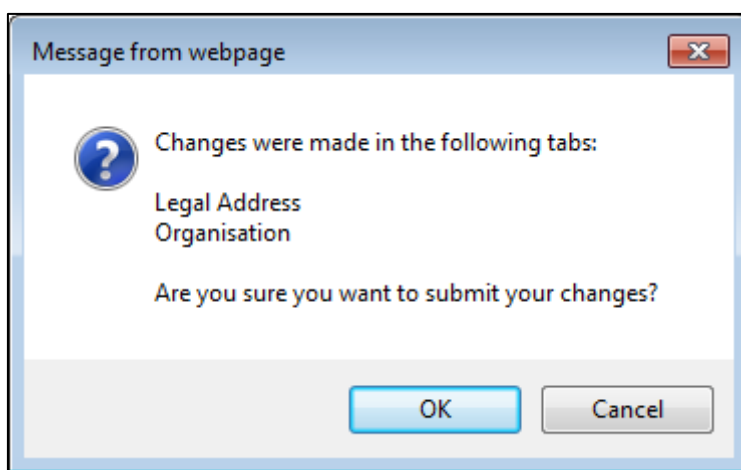 Message from webpage
Changes were made in the following tabs:
Legal Address
Organisation
Are you sure you want to submit your changes?
OK
Cancel